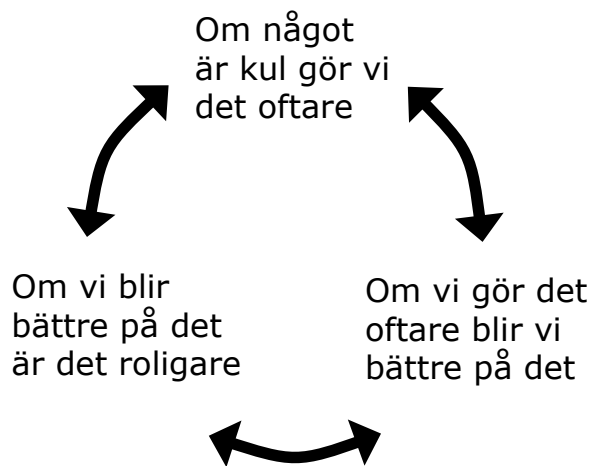 Om något
är kul gör vi
det oftare
Om vi blir
bättre på det
är det roligare
Om vi gör det
oftare blir vi
bättre på det